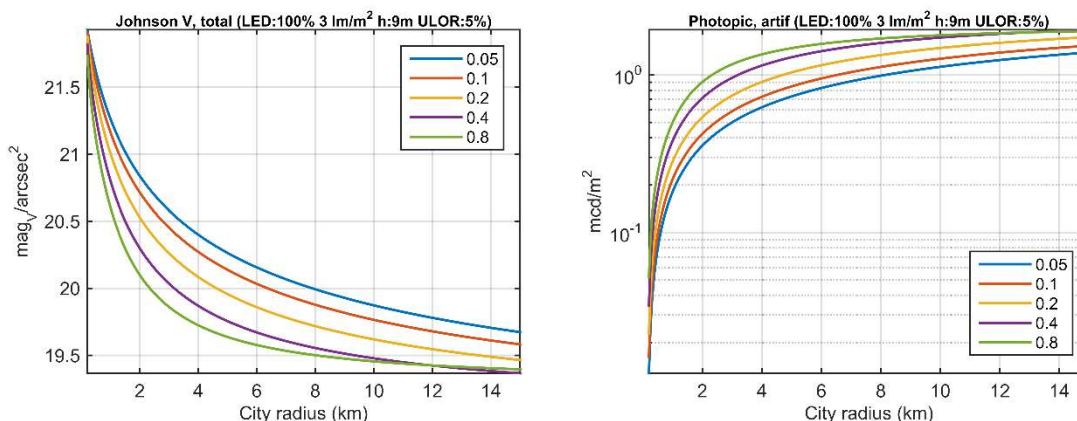 Johnson V, total (LED:100% 3 lm/m² h:9m ULOR:5%)
mag_V/arcsec²
21.5
21
20.5
20
19.5
2 4 6 8 10 12 14
City radius (km)
0.05
0.1
0.2
0.4
0.8
Photopic, artif (LED:100% 3 lm/m² h:9m ULOR:5%)
mcd/m²
10⁰
10⁻¹
2 4 6 8 10 12 14
City radius (km)
0.05
0.1
0.2
0.4
0.8